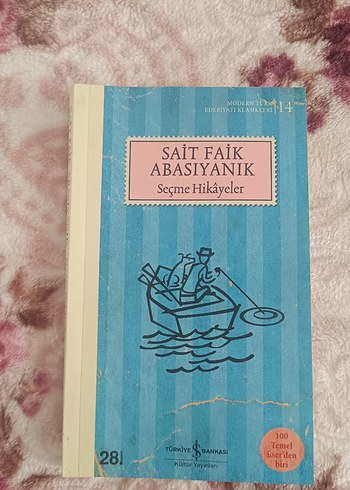 MODERN TÜRK
EDEBİYATI KLASİKLERİ 14
SAİT FAİK
ABASIYANIK
Seçme Hikâyeler
100
Temel
Eser'den
biri
TÜRKİYE İŞ BANKASI
Kültür Yayınları
28.